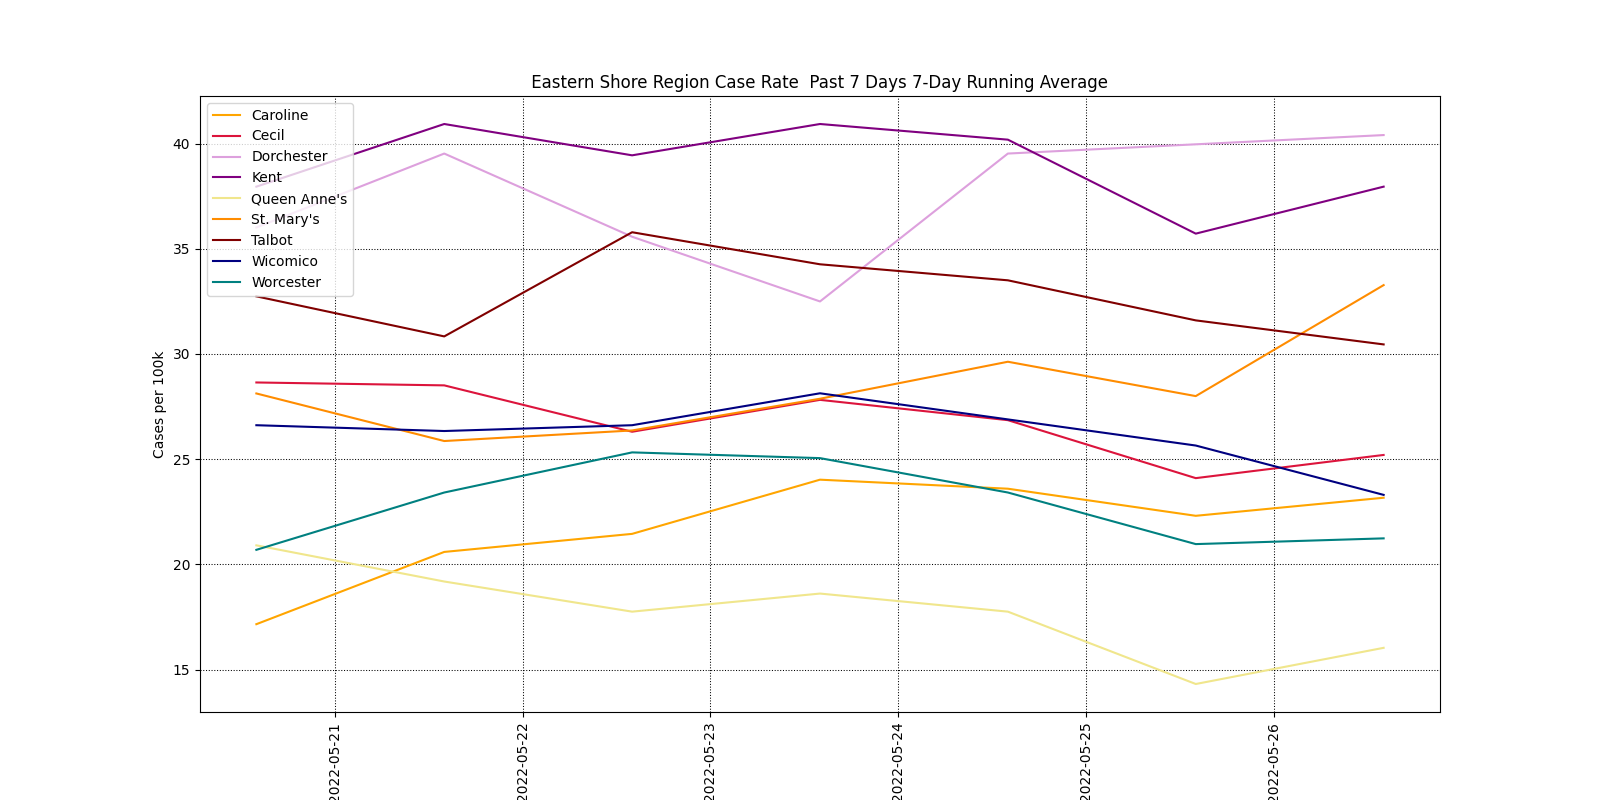 Eastern Shore Region Case Rate  Past 7 Days 7-Day Running Average
Caroline
Cecil
Dorchester
Kent
Queen Anne's
St. Mary's
Talbot
Wicomico
Worcester
Cases per 100k
40
35
30
25
20
15
2022-05-21
2022-05-22
2022-05-23
2022-05-24
2022-05-25
2022-05-26